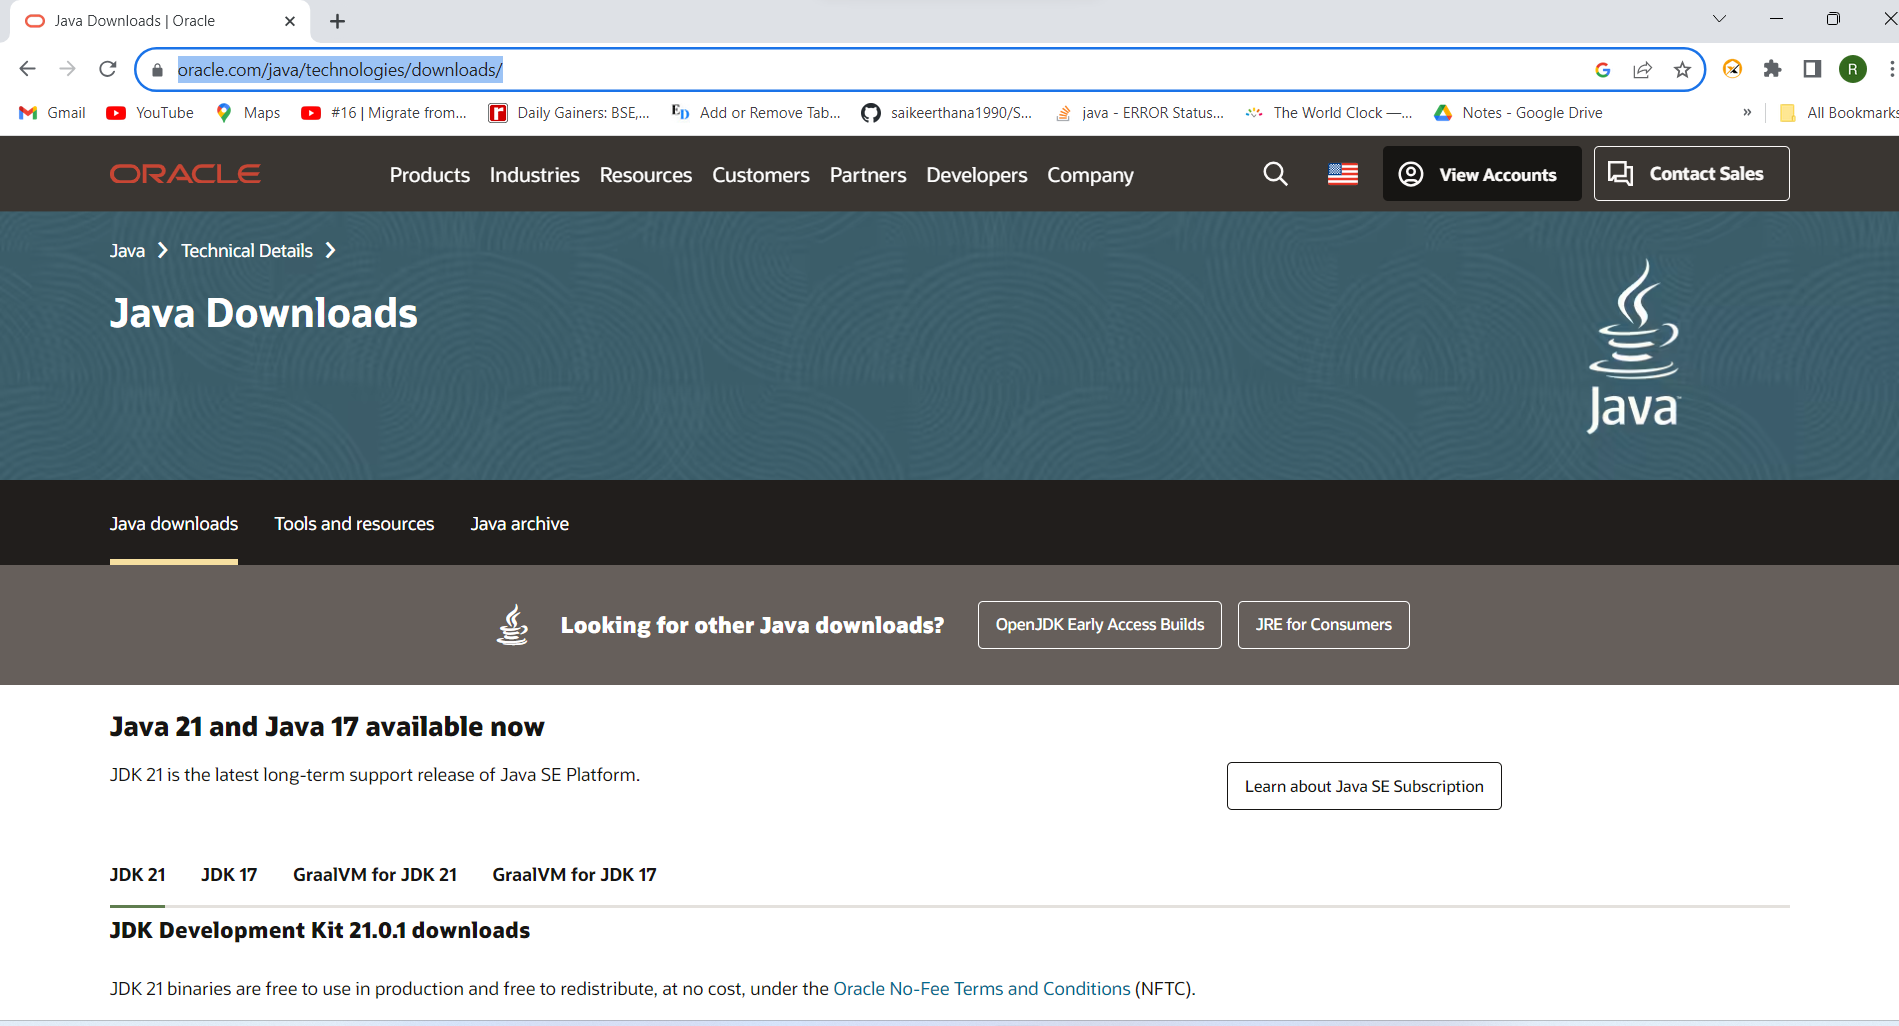 Java Downloads | Oracle
oracle.com/java/technologies/downloads/
R
Gmail YouTube Maps #16 | Migrate from... Daily Gainers: BSE,... Add or Remove Tab... saikeerthana1990/S... java - ERROR Status... The World Clock —... Notes - Google Drive » All Bookmarks
ORACLE Products Industries Resources Customers Partners Developers Company View Accounts Contact Sales
Java Technical Details
Java Downloads
Java
Java downloads Tools and resources Java archive
Looking for other Java downloads? OpenJDK Early Access Builds JRE for Consumers
Java 21 and Java 17 available now
JDK 21 is the latest long-term support release of Java SE Platform.
Learn about Java SE Subscription
JDK 21 JDK 17 GraalVM for JDK 21 GraalVM for JDK 17
JDK Development Kit 21.0.1 downloads
JDK 21 binaries are free to use in production and free to redistribute, at no cost, under the Oracle No-Fee Terms and Conditions (NFTC).